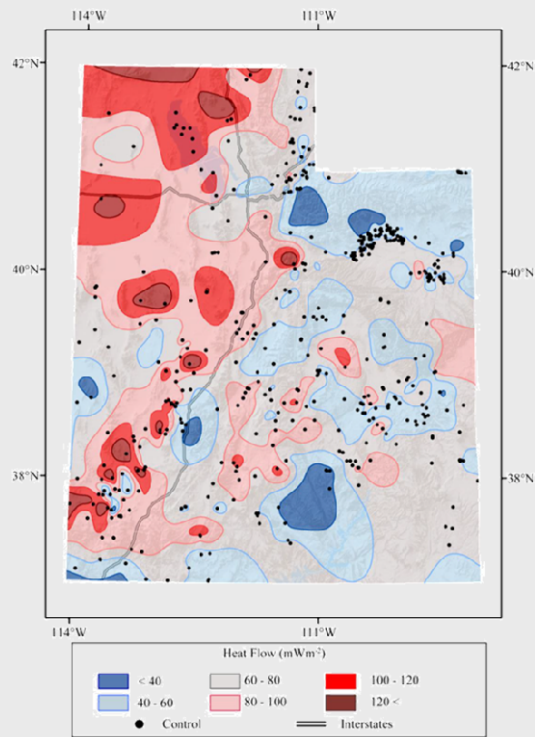 114°W 111°W
42°N 42°N
40°N 40°N
38°N 38°N
114°W 111°W
Heat Flow (mWm-2)
< 40 60 - 80 100 - 120
40 - 60 80 - 100 120 <
Control Interstates